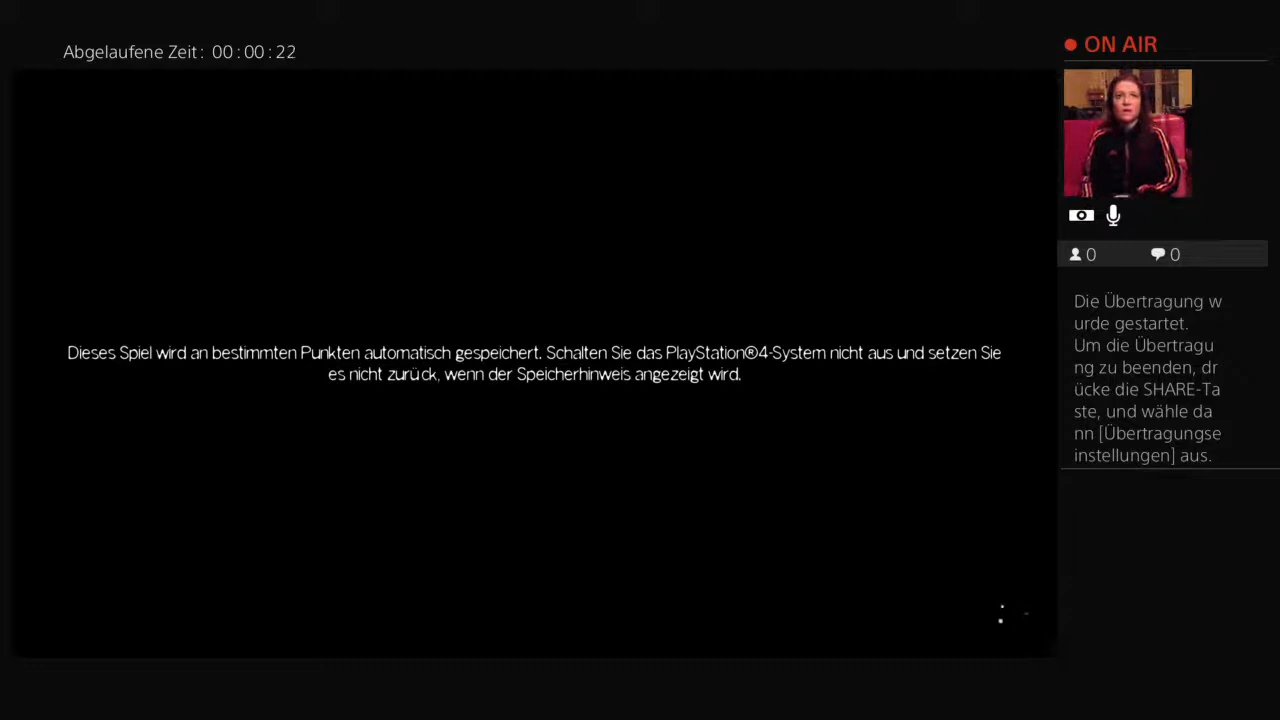 Abgelaufene Zeit: 00:00:22
ON AIR
0
0
Dieses Spiel wird an bestimmten Punkten automatisch gespeichert. Schalten Sie das PlayStation®4-System nicht aus und setzen Sie
es nicht zurück, wenn der Speicherhinweis angezeigt wird.
Die Übertragung w
urde gestartet.
Um die Übertragu
ng zu beenden, dr
ücke die SHARE-Ta
ste, und wähle da
nn [Übertragungse
instellungen] aus.